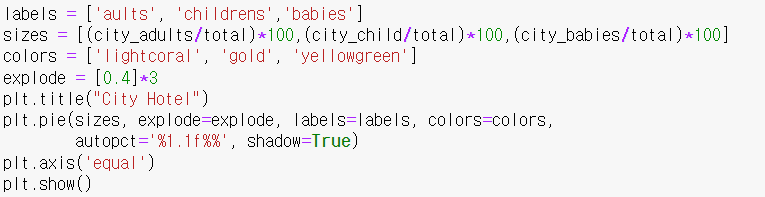 labels = ['aults', 'childrens','babies']
sizes = [(city_adults/total)*100,(city_child/total)*100,(city_babies/total)*100]
colors = ['lightcoral', 'gold', 'yellowgreen']
explode = [0.4]*3
plt.title("City Hotel")
plt.pie(sizes, explode=explode, labels=labels, colors=colors,
        autopct='%1.1f%%', shadow=True)
plt.axis('equal')
plt.show()